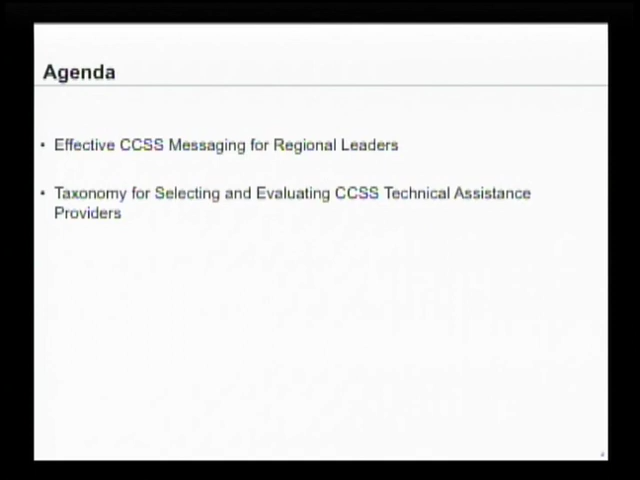 Agenda
• Effective CCSS Messaging for Regional Leaders
• Taxonomy for Selecting and Evaluating CCSS Technical Assistance
Providers